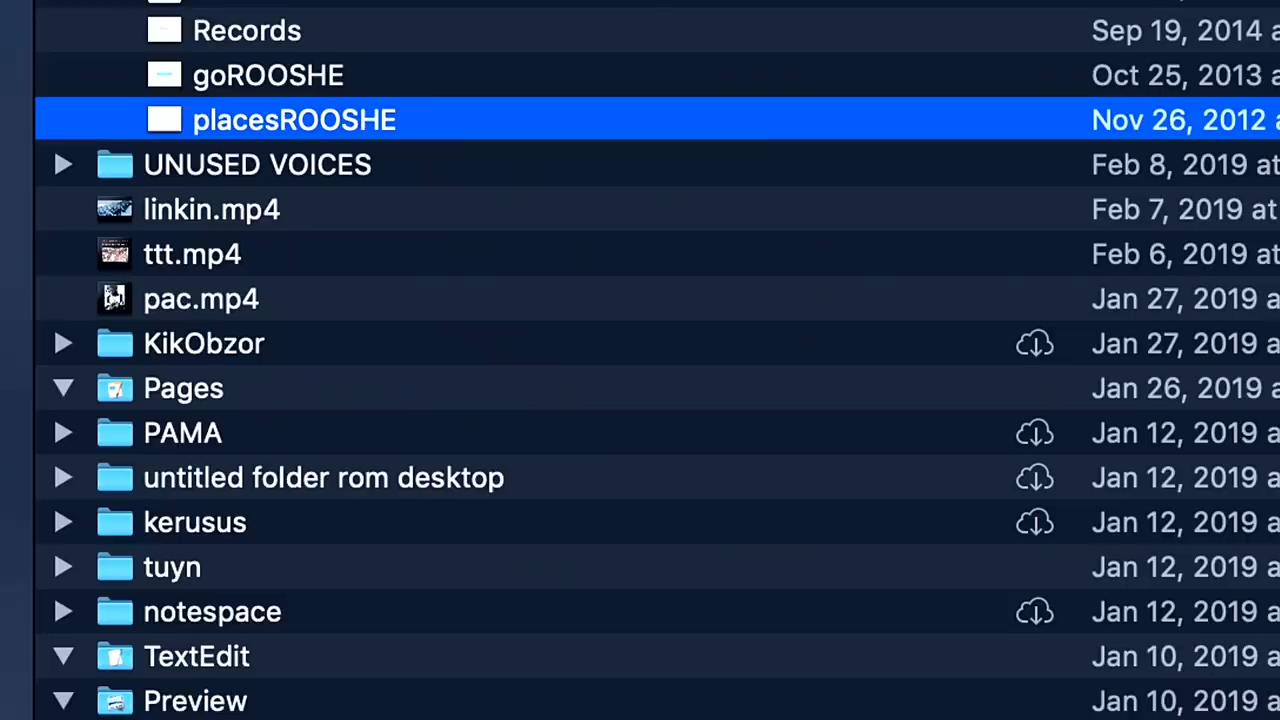 Records Sep 19, 2014 a
goROOSHE Oct 25, 2013 a
placesROOSHE Nov 26, 2012 a
UNUSED VOICES Feb 8, 2019 at
linkin.mp4 Feb 7, 2019 at
ttt.mp4 Feb 6, 2019 at
pac.mp4 Jan 27, 2019 a
KikObzor Jan 27, 2019 a
Pages Jan 26, 2019 a
PAMA Jan 12, 2019 a
untitled folder rom desktop Jan 12, 2019 a
kerusus Jan 12, 2019 a
tuyn Jan 12, 2019 a
notespace Jan 12, 2019 a
TextEdit Jan 10, 2019 a
Preview Jan 10, 2019 a